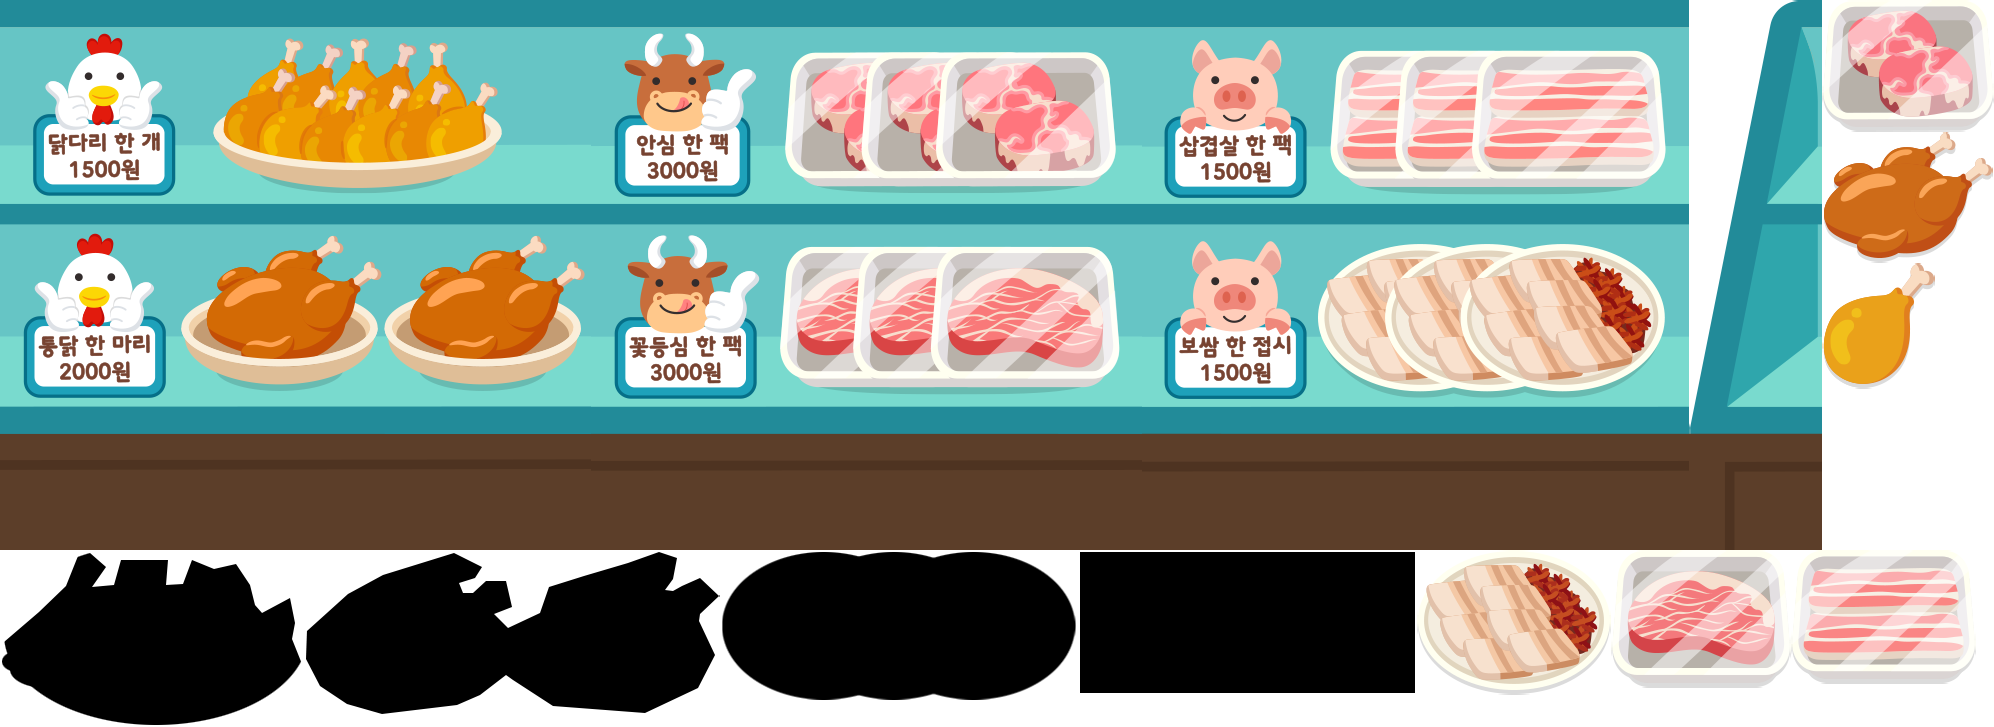 닭다리 한 개
1500원
안심 한 팩
3000원
삼겹살 한 팩
1500원
통닭 한 마리
2000원
꽃등심 한 팩
3000원
보쌈 한 접시
1500원